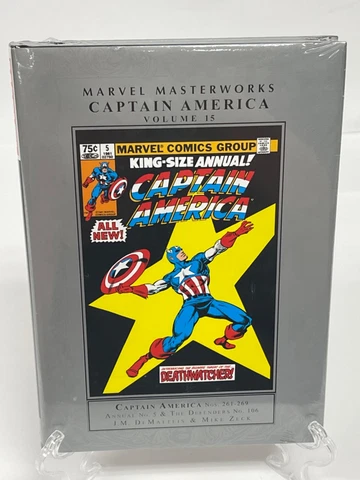 MARVEL MASTERWORKS
CAPTAIN AMERICA
VOLUME 15
75¢
5
1981
MARVEL COMICS GROUP
KING-SIZE ANNUAL!
CAPTAIN
AMERICA
ALL
NEW!
DEATHWATCHER!
CAPTAIN AMERICA NOS. 261-269
ANNUAL NO. 5 & THE DEFENDERS NO. 106
J.M. DEMATTEIS & MIKE ZECK